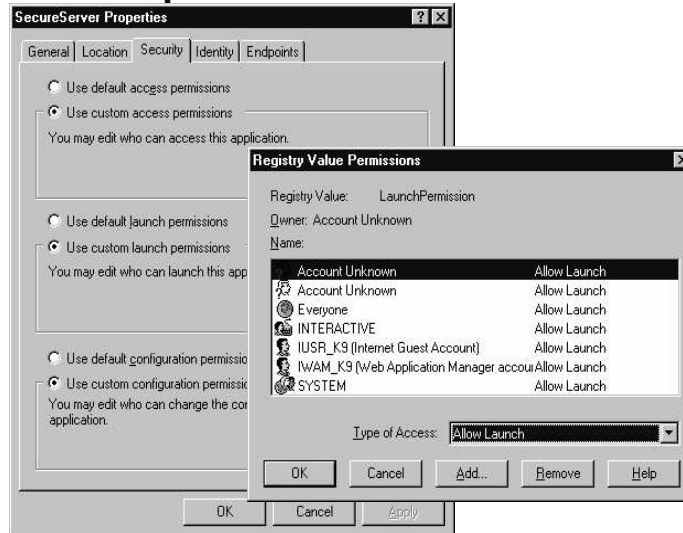 SecureServer Properties
General Location Security Identity Endpoints
Use default access permissions
Use custom access permissions
You may edit who can access this application.
Use default launch permissions
Use custom launch permissions
You may edit who can launch this app
Use default configuration permissio
Use custom configuration permissio
You may edit who can change the con
application.
OK Cancel Apply
Registry Value Permissions
Registry Value: LaunchPermission
Owner: Account Unknown
Name:
Account Unknown Allow Launch
Account Unknown Allow Launch
Everyone Allow Launch
INTERACTIVE Allow Launch
IUSR_K9 (Internet Guest Account) Allow Launch
IWAM_K9 (Web Application Manager accou Allow Launch
SYSTEM Allow Launch
Type of Access: Allow Launch
OK Cancel Add... Remove Help